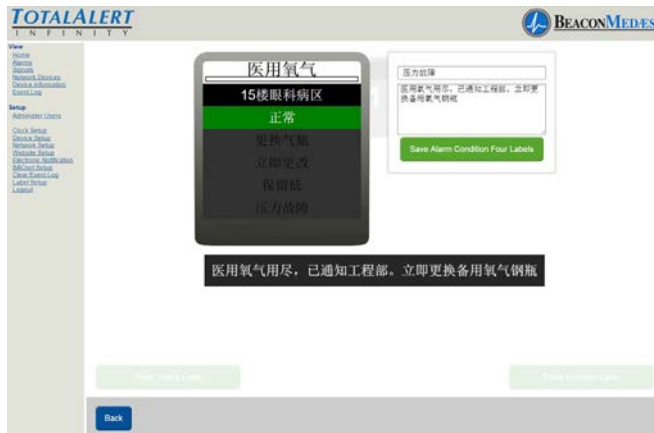 TOTALALERT
INFINITY
BEACONMEDÆS
View
Home
Alarms
Signals
Network Devices
Device Information
Event Log
Setup
Administer Users
Clock Setup
Device Setup
Network Setup
Website Setup
Electronic Notification
BACnet Setup
Clear Event Log
Label Setup
Logout
医用氧气
15楼眼科病区
正常
更换气瓶
立即更改
保留低
压力故障
压力故障
医用氧气用尽，已通知工程部。立即更
换备用氧气钢瓶
Save Alarm Condition Four Labels
医用氧气用尽，已通知工程部。立即更换备用氧气钢瓶
Back